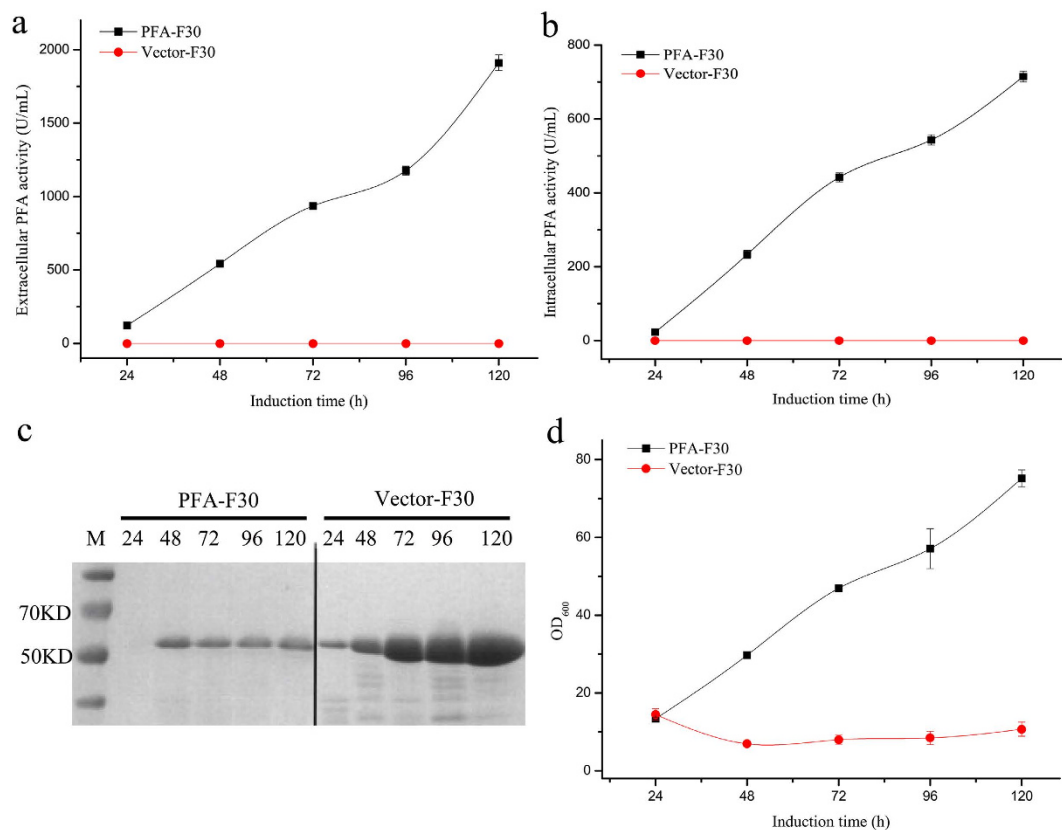 a
PFA-F30
Vector-F30
2000
1500
1000
500
0
Extracellular PFA activity (U/mL)
24 48 72 96 120
Induction time (h)
b
PFA-F30
Vector-F30
800
600
400
200
0
Intracellular PFA activity (U/mL)
24 48 72 96 120
Induction time (h)
c
PFA-F30 Vector-F30
M 24 48 72 96 120 24 48 72 96 120
70KD
50KD
d
PFA-F30
Vector-F30
80
60
40
20
0
OD600
24 48 72 96 120
Induction time (h)